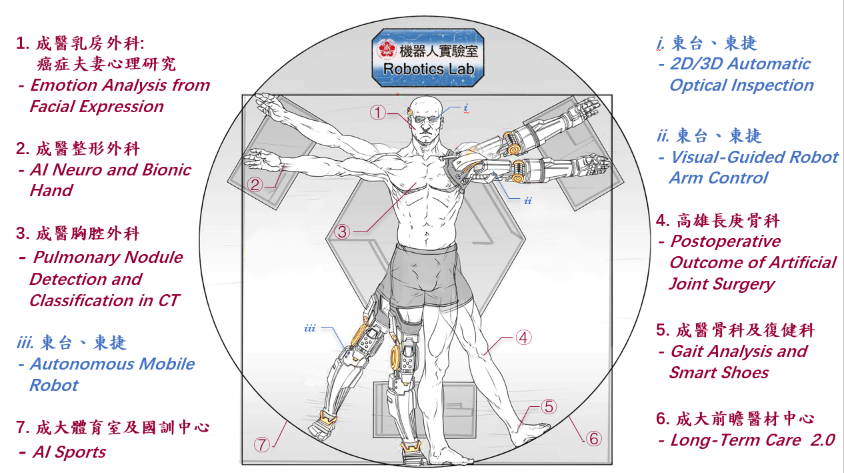 機器人實驗室
Robotics Lab
1. 成醫乳房外科:
癌症夫妻心理研究
- Emotion Analysis from
Facial Expression
2. 成醫整形外科
- AI Neuro and Bionic
Hand
3. 成醫胸腔外科
- Pulmonary Nodule
Detection and
Classification in CT
iii. 東台、東捷
- Autonomous Mobile
Robot
7. 成大體育室及國訓中心
- AI Sports
①
i
②
ii
③
iii
④
⑤
⑥
⑦
i. 東台、東捷
- 2D/3D Automatic
Optical Inspection
ii. 東台、東捷
- Visual-Guided Robot
Arm Control
4. 高雄長庚骨科
- Postoperative
Outcome of Artificial
Joint Surgery
5. 成醫骨科及復健科
- Gait Analysis and
Smart Shoes
6. 成大前瞻醫材中心
- Long-Term Care 2.0